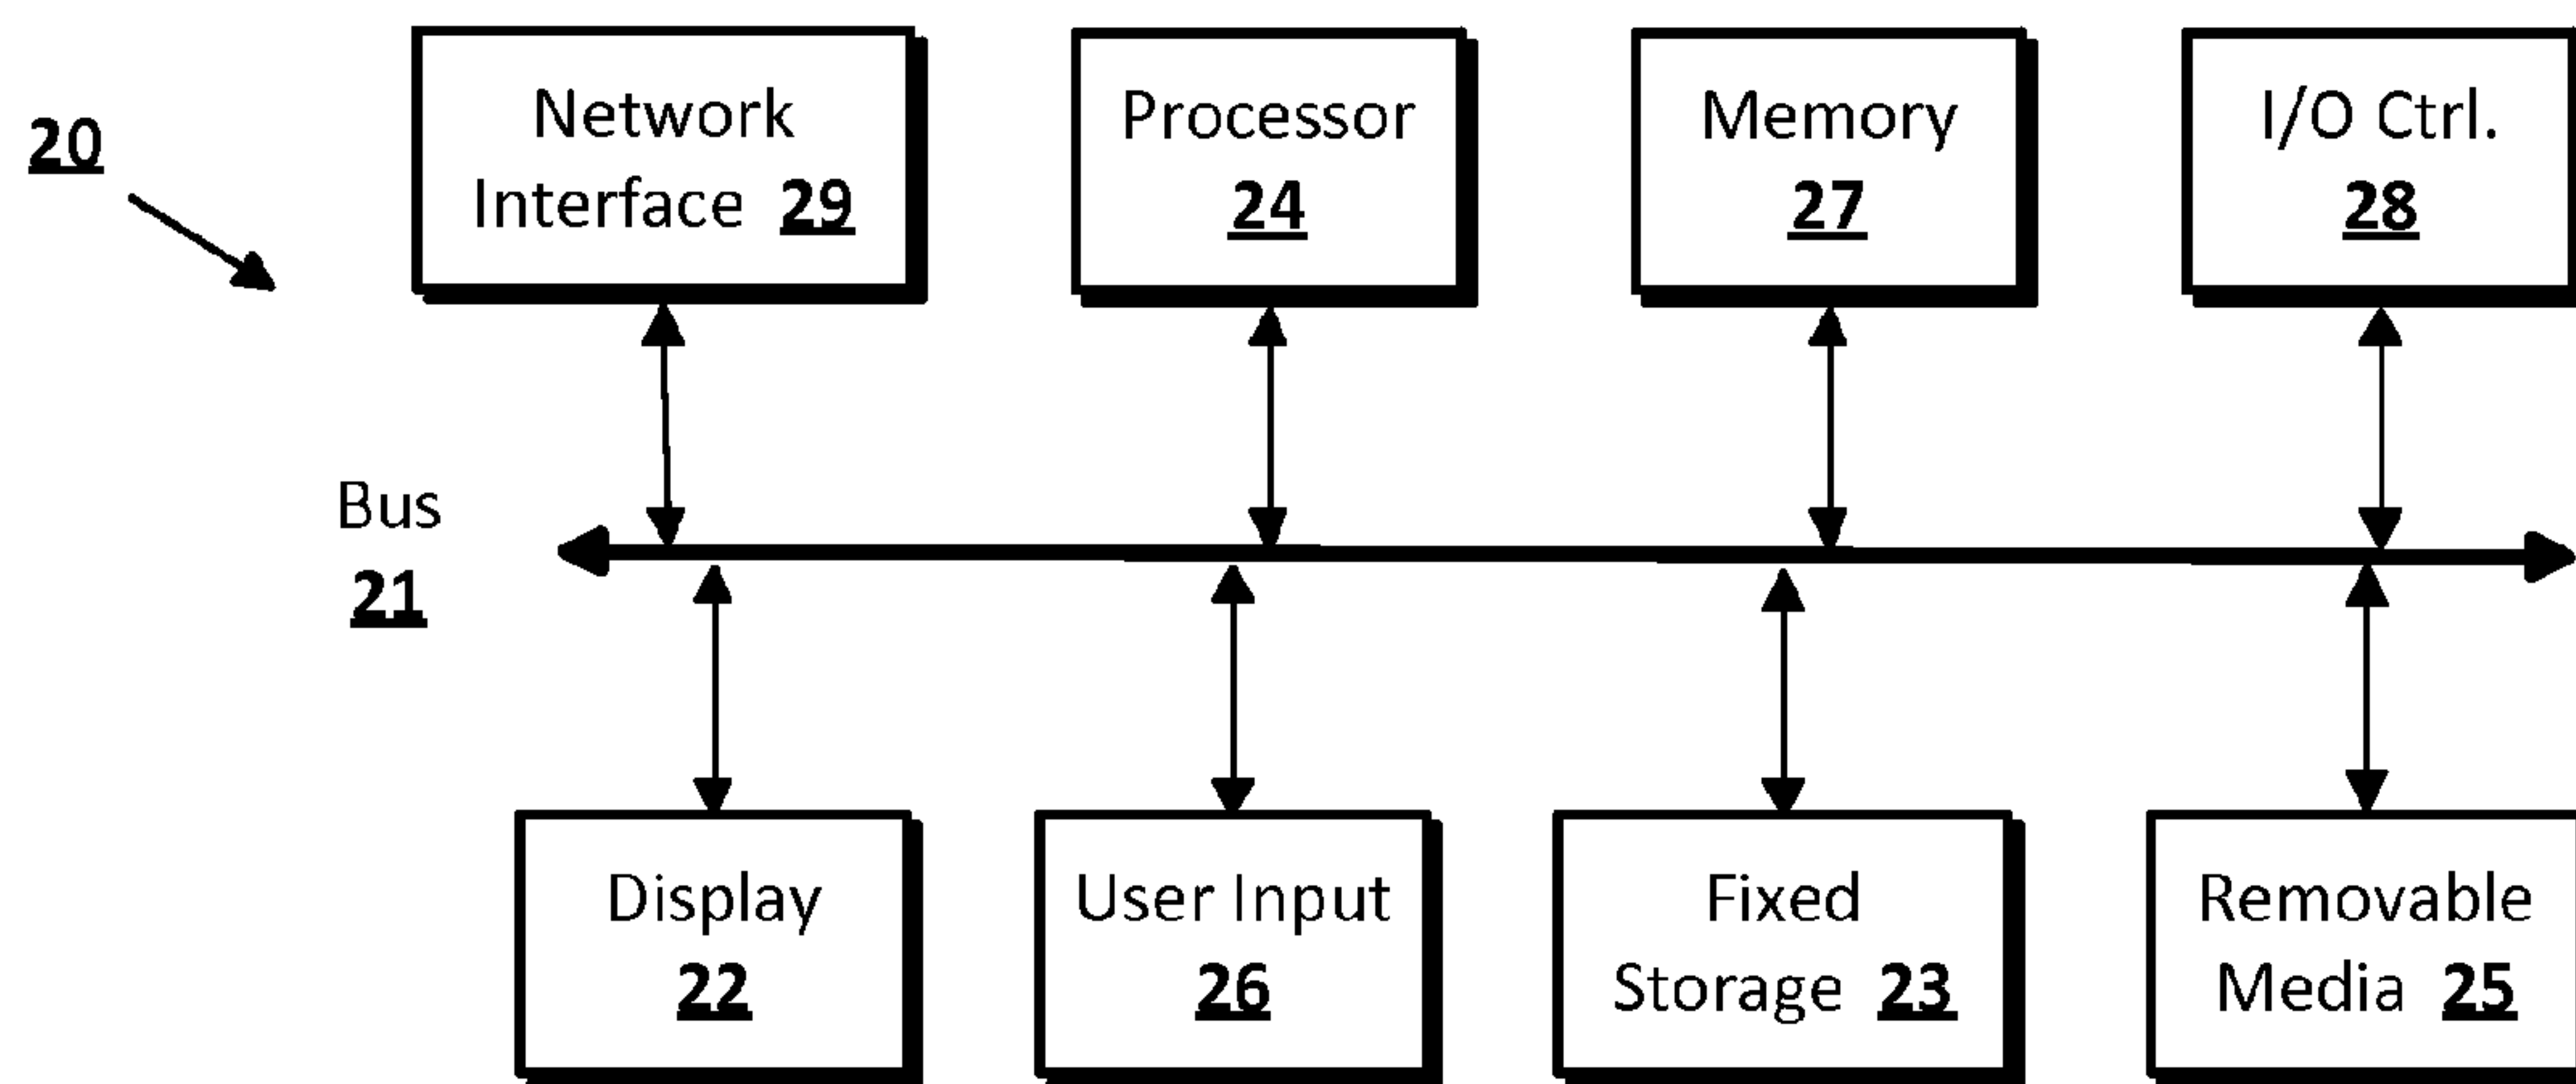 20
Network
Interface 29
Processor
24
Memory
27
I/O Ctrl.
28
Bus
21
Display
22
User Input
26
Fixed
Storage 23
Removable
Media 25